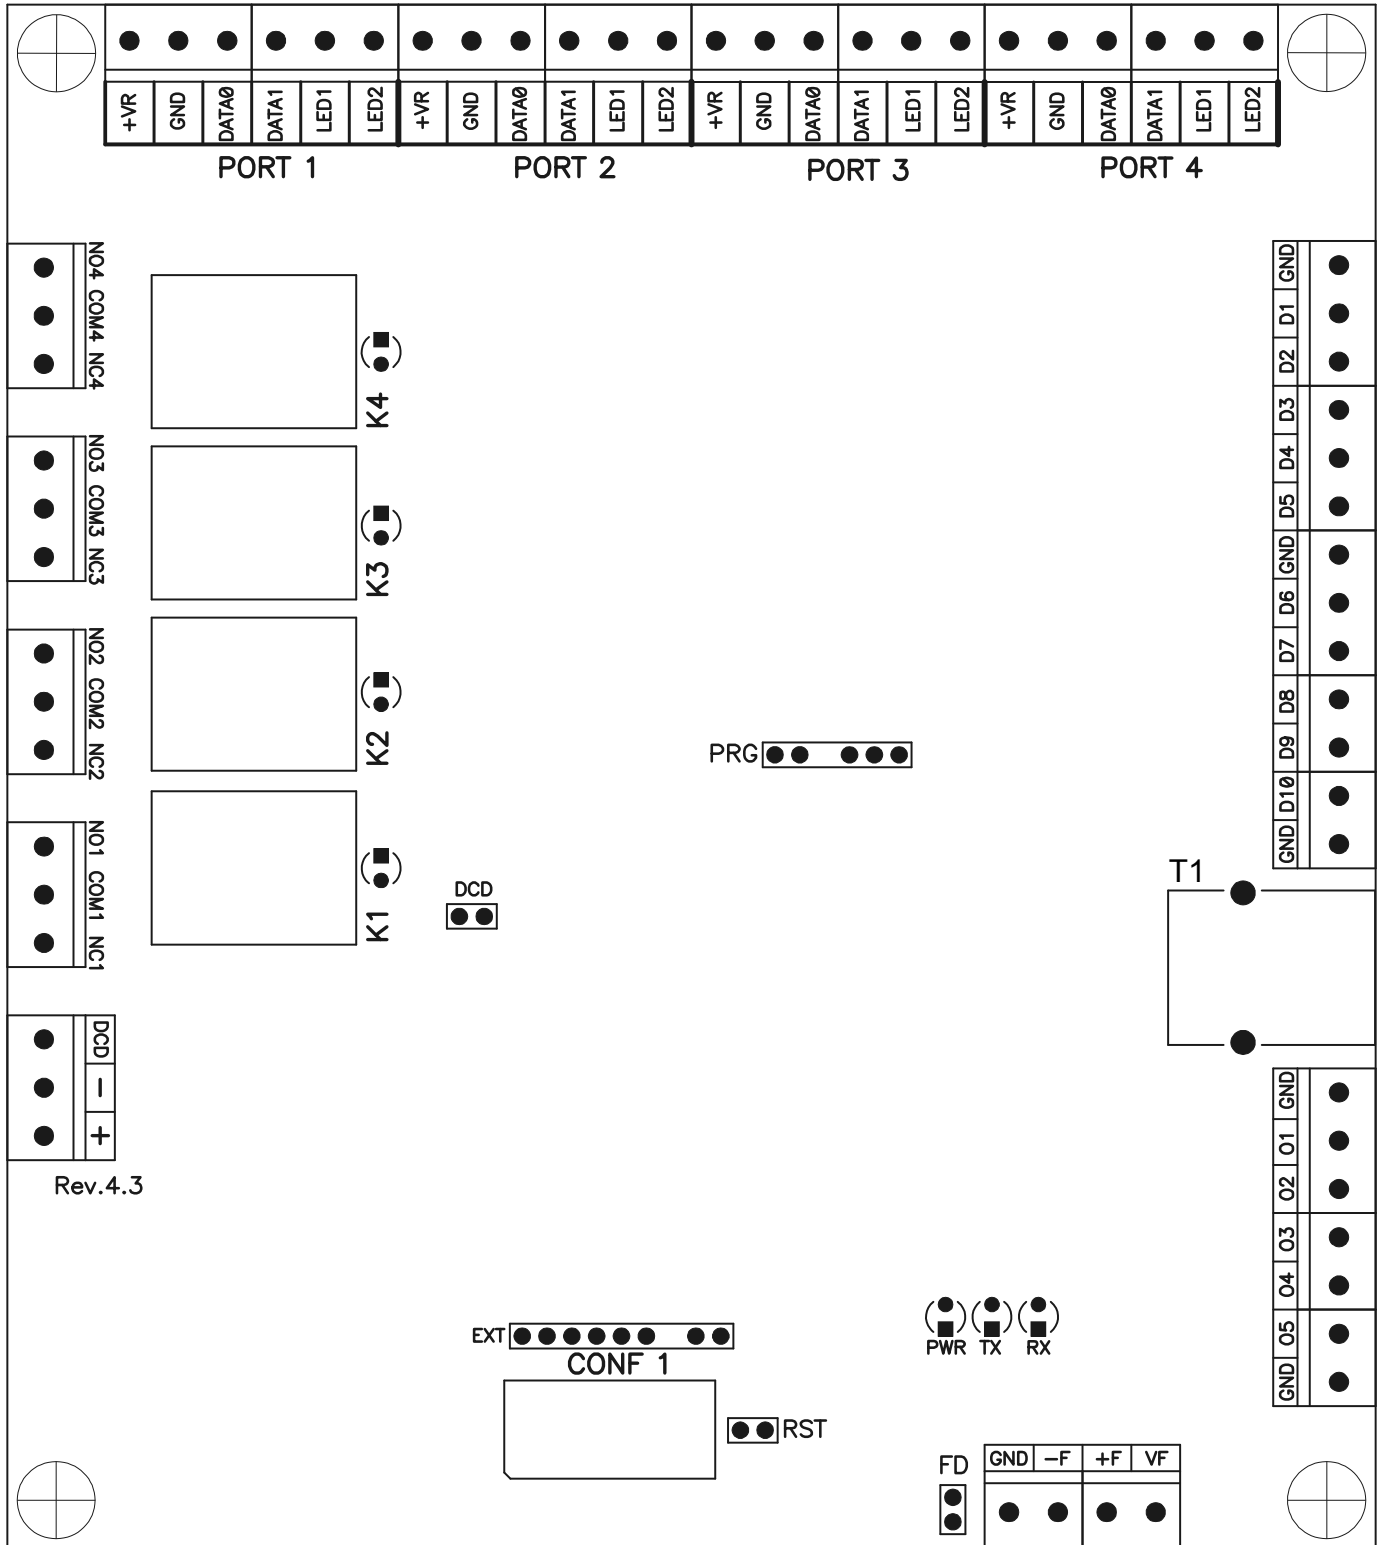 +VR GND DATA0 DATA1 LED1 LED2 +VR GND DATA0 DATA1 LED1 LED2 +VR GND DATA0 DATA1 LED1 LED2 +VR GND DATA0 DATA1 LED1 LED2
PORT 1 PORT 2 PORT 3 PORT 4
NO4 COM4 NC4
K4
NO3 COM3 NC3
K3
NO2 COM2 NC2
K2
NO1 COM1 NC1
K1
DCD
-
+
Rev.4.3
DCD
PRG
GND
D1
D2
D3
D4
D5
GND
D6
D7
D8
D9
D10
GND
T1
GND
O1
O2
O3
O4
O5
GND
EXT
CONF 1
RST
PWR TX RX
FD
GND -F +F VF